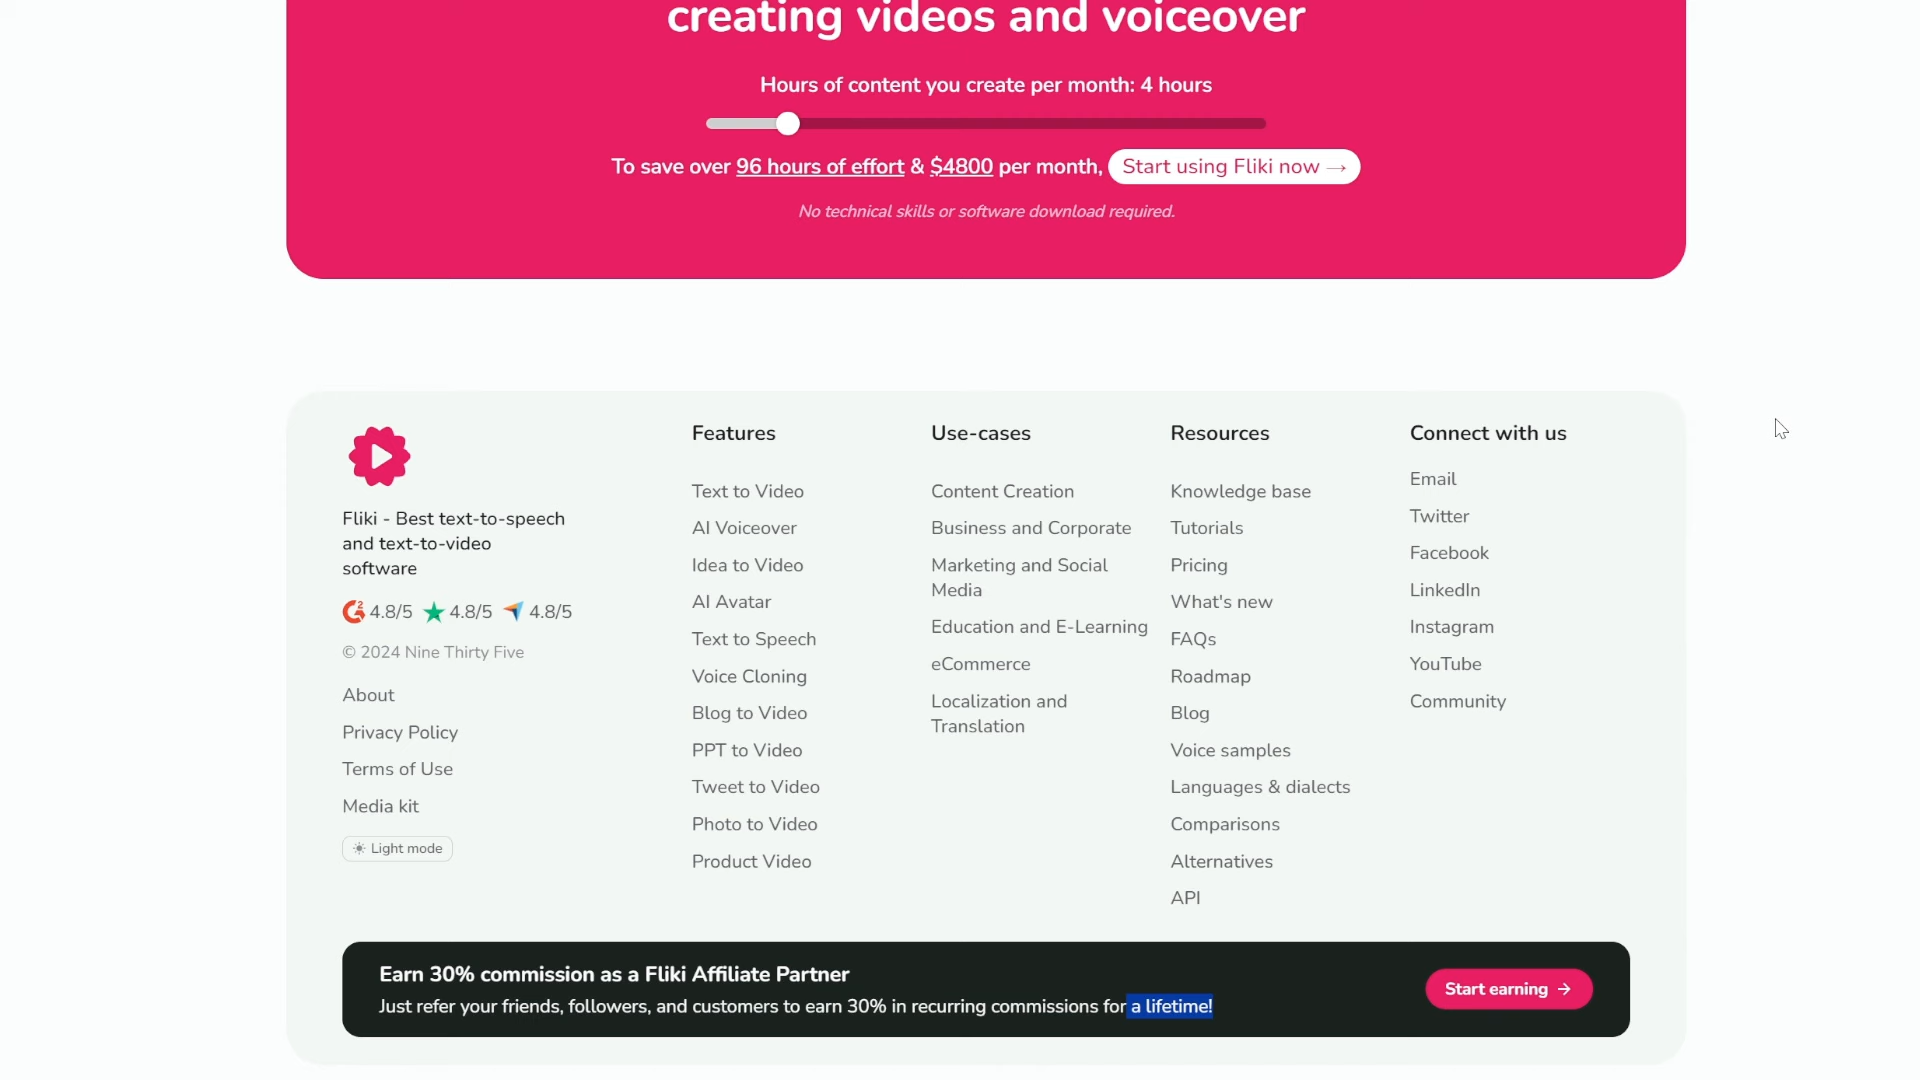 creating videos and voiceover
Hours of content you create per month: 4 hours
To save over 96 hours of effort & $4800 per month, Start using Fliki now →
No technical skills or software download required.
Fliki - Best text-to-speech
and text-to-video
software
4.8/5 4.8/5 4.8/5
© 2024 Nine Thirty Five
About
Privacy Policy
Terms of Use
Media kit
Light mode
Features
Text to Video
AI Voiceover
Idea to Video
AI Avatar
Text to Speech
Voice Cloning
Blog to Video
PPT to Video
Tweet to Video
Photo to Video
Product Video
Use-cases
Content Creation
Business and Corporate
Marketing and Social
Media
Education and E-Learning
eCommerce
Localization and
Translation
Resources
Knowledge base
Tutorials
Pricing
What's new
FAQs
Roadmap
Blog
Voice samples
Languages & dialects
Comparisons
Alternatives
API
Connect with us
Email
Twitter
Facebook
LinkedIn
Instagram
YouTube
Community
Earn 30% commission as a Fliki Affiliate Partner
Just refer your friends, followers, and customers to earn 30% in recurring commissions for a lifetime!
Start earning →